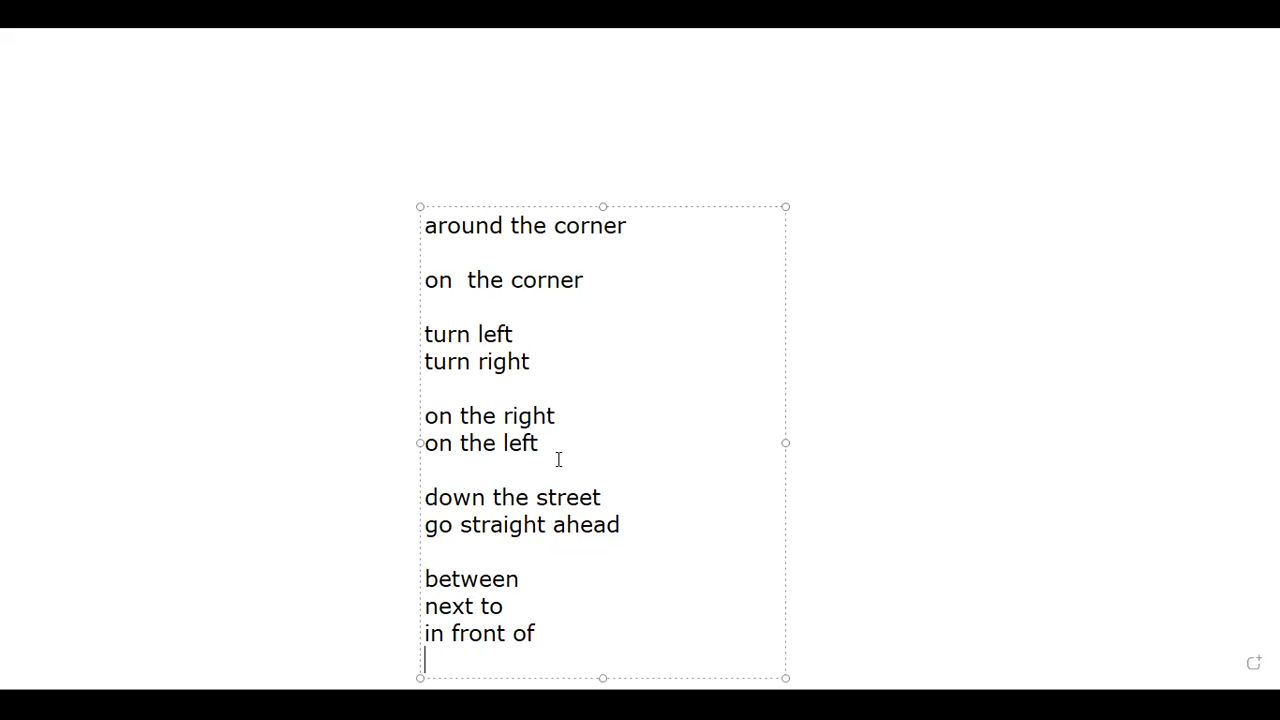 around the corner
on  the corner
turn left
turn right
on the right
on the left
down the street
go straight ahead
between
next to
in front of